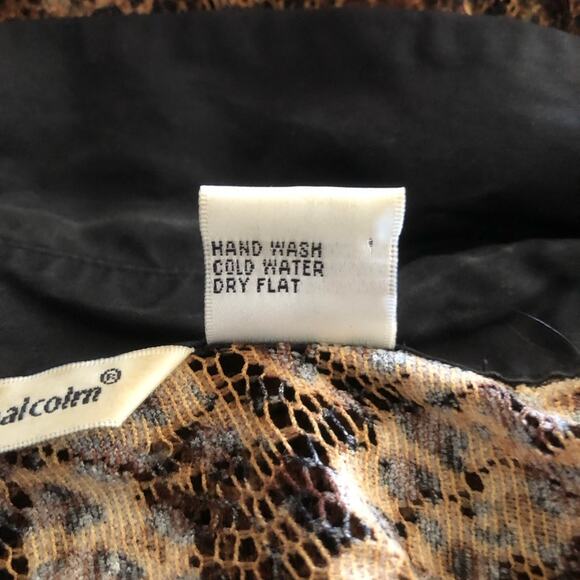 HAND WASH
COLD WATER
DRY FLAT
alcolm®